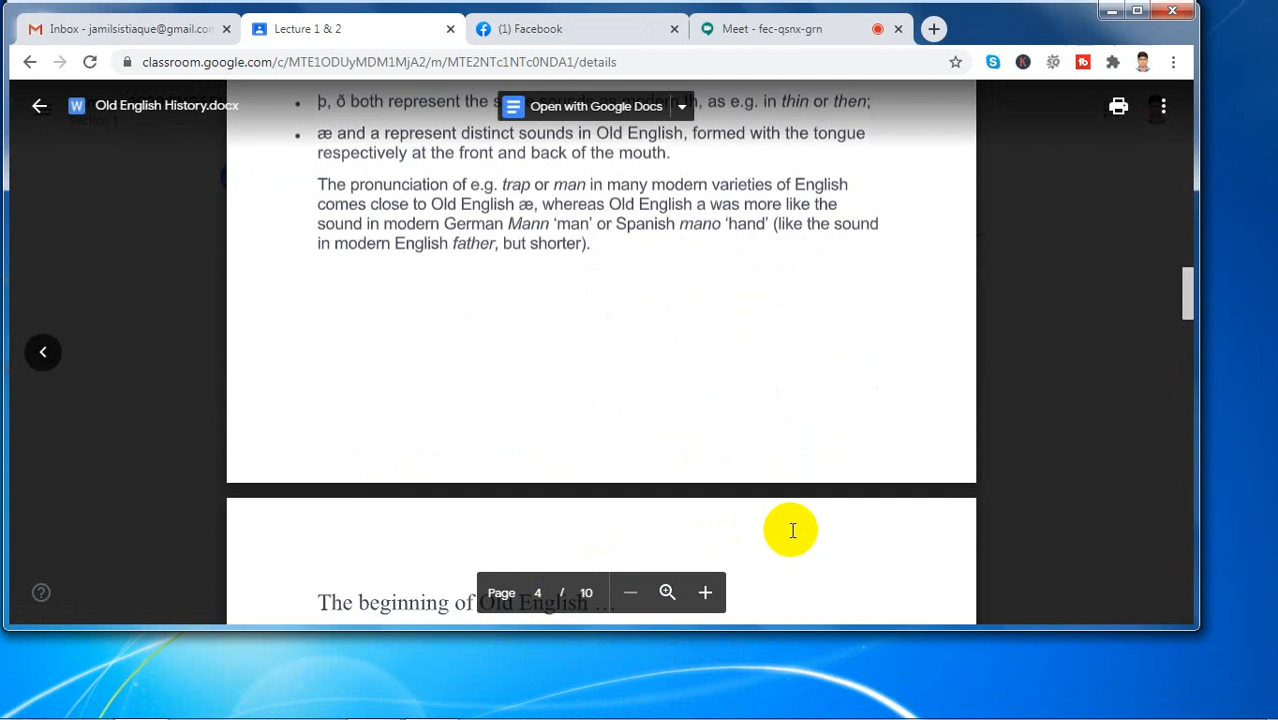 Inbox - jamilsistiaque@gmail.con
Lecture 1 & 2
(1) Facebook
Meet - fec-qsnx-grn
classroom.google.com/c/MTE1ODUyMDM1MjA2/m/MTE2NTc1NTc0NDA1/details
Old English History.docx
Open with Google Docs
þ, ð both represent the s th, as e.g. in thin or then;
æ and a represent distinct sounds in Old English, formed with the tongue
respectively at the front and back of the mouth.
The pronunciation of e.g. trap or man in many modern varieties of English
comes close to Old English æ, whereas Old English a was more like the
sound in modern German Mann ‘man’ or Spanish mano ‘hand’ (like the sound
in modern English father, but shorter).
The beginning of Old English …
Page 4 / 10